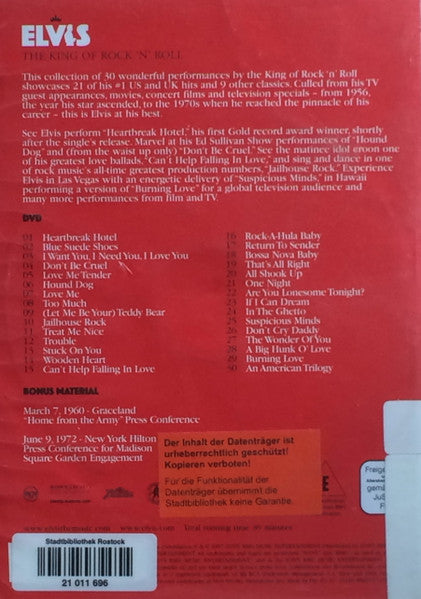 ELVIS
THE KING OF ROCK 'N' ROLL
This collection of 30 wonderful performances by the King of Rock 'n' Roll
showcases 21 of his #1 US and UK hits and 9 other classics. Culled from his TV
guest appearances, movies, concert films and television specials – from 1956,
the year his star ascended, to the 1970s when he reached the pinnacle of his
career – this is Elvis at his best.
See Elvis perform "Heartbreak Hotel," his first Gold record award winner, shortly
after the single's release. Marvel at his Ed Sullivan Show performances of "Hound
Dog" and (from the waist up only) "Don't Be Cruel." See the matinee idol croon one
of his greatest love ballads, "Can't Help Falling In Love," and sing and dance in one
of rock music's all-time greatest production numbers, "Jailhouse Rock." Experience
Elvis in Las Vegas with an energetic delivery of "Suspicious Minds," in Hawaii
performing a version of "Burning Love" for a global television audience and
many more performances from film and TV.
DVD
01 Heartbreak Hotel
02 Blue Suede Shoes
03 I Want You, I Need You, I Love You
04 Don't Be Cruel
05 Love Me Tender
06 Hound Dog
07 Love Me
08 Too Much
09 (Let Me Be Your) Teddy Bear
10 Jailhouse Rock
11 Treat Me Nice
12 Trouble
13 Stuck On You
14 Wooden Heart
15 Can't Help Falling In Love
16 Rock-A-Hula Baby
17 Return To Sender
18 Bossa Nova Baby
19 That's All Right
20 All Shook Up
21 One Night
22 Are You Lonesome Tonight?
23 If I Can Dream
24 In The Ghetto
25 Suspicious Minds
26 Don't Cry Daddy
27 The Wonder Of You
28 A Big Hunk O' Love
29 Burning Love
30 An American Trilogy
BONUS MATERIAL
March 7, 1960 - Graceland
"Home from the Army" Press Conference
June 9, 1972 - New York Hilton
Press Conference for Madison
Square Garden Engagement
Der Inhalt der Datenträger ist
urheberrechtlich geschützt!
Kopieren verboten!
Für die Funktionalität der
Datenträger übernimmt die
Stadtbibliothek keine Garantie.
Freige
gemä
JuS
www.elvisthemusic.com www.elvis.com Total running time: 87 minutes
Stadtbibliothek Rostock
21 011 696